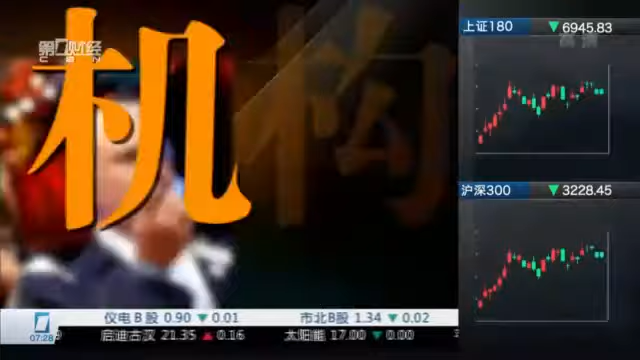 第一财经
机构
上证180 ▼ 6945.83
沪深300 ▼ 3228.45
仪电B股 0.90 ▼ 0.01 市北B股 1.34 ▼ 0.02
07:28 启迪古汉 21.35 ▲ 0.16 太阳能 17.00 ▼ 0.00